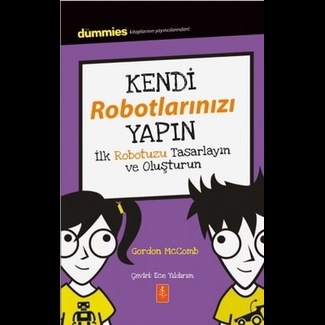 dummies kitaplarının yayıncılarından!
KENDİ
Robotlarınızı
YAPIN
İlk Robotuzu Tasarlayın
ve Oluşturun
Gordon McComb
Çeviri: Ece Yıldırım